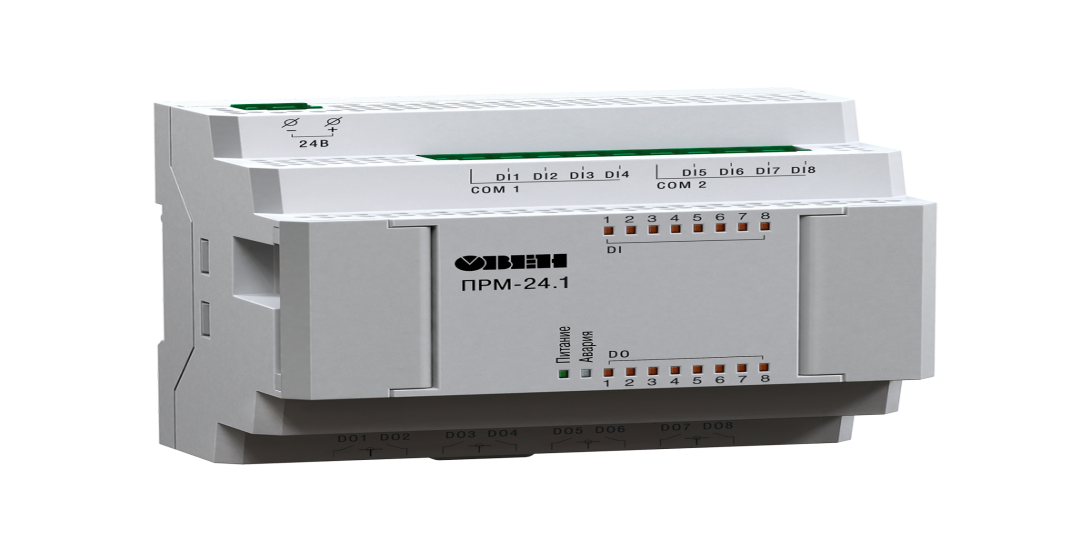 − +
24В
DI1 DI2 DI3 DI4
COM 1
DI5 DI6 DI7 DI8
COM 2
1 2 3 4 5 6 7 8
DI
ОВЕН
ПРМ-24.1
Питание
Авария
DO
1 2 3 4 5 6 7 8
DO1 DO2 DO3 DO4 DO5 DO6 DO7 DO8